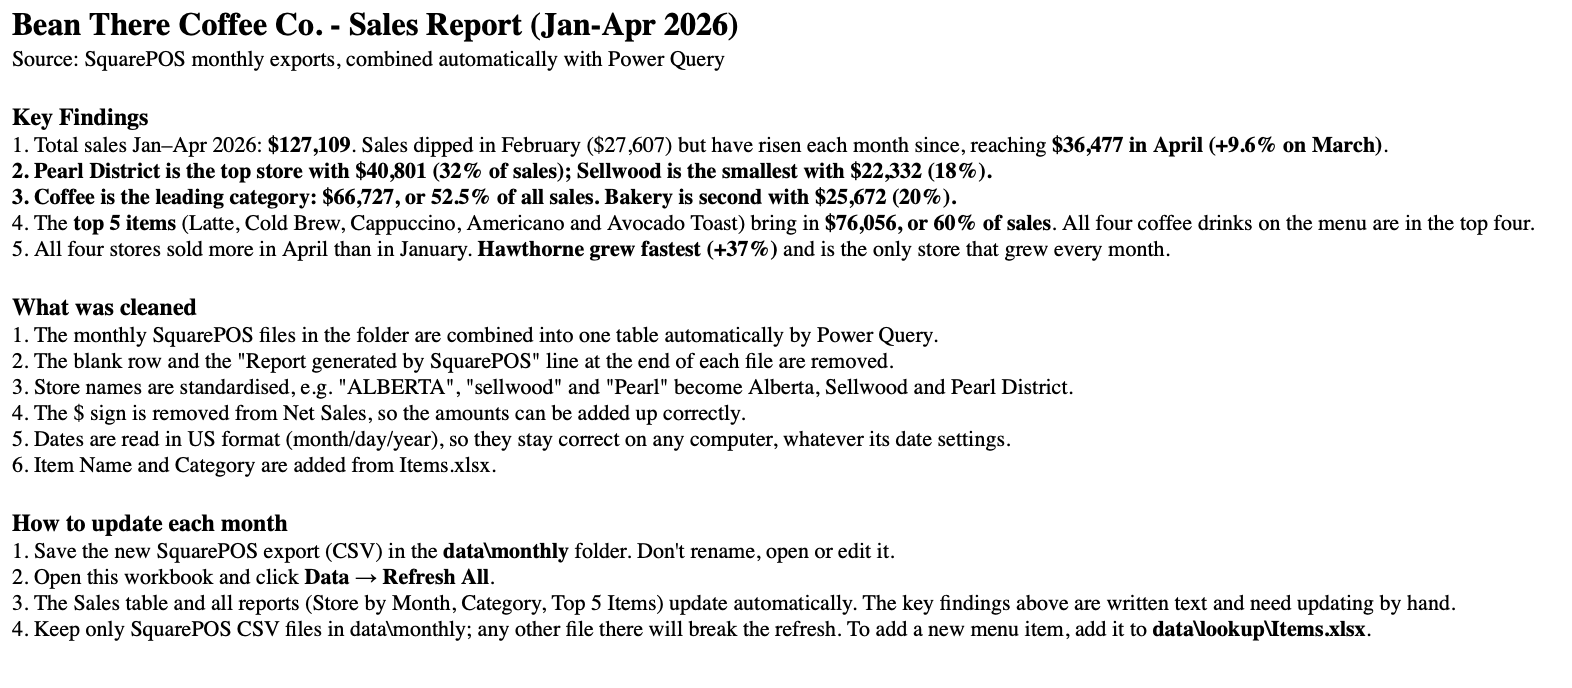 Bean There Coffee Co. - Sales Report (Jan-Apr 2026)
Source: SquarePOS monthly exports, combined automatically with Power Query
Key Findings
1. Total sales Jan–Apr 2026: $127,109. Sales dipped in February ($27,607) but have risen each month since, reaching $36,477 in April (+9.6% on March).
2. Pearl District is the top store with $40,801 (32% of sales); Sellwood is the smallest with $22,332 (18%).
3. Coffee is the leading category: $66,727, or 52.5% of all sales. Bakery is second with $25,672 (20%).
4. The top 5 items (Latte, Cold Brew, Cappuccino, Americano and Avocado Toast) bring in $76,056, or 60% of sales. All four coffee drinks on the menu are in the top four.
5. All four stores sold more in April than in January. Hawthorne grew fastest (+37%) and is the only store that grew every month.
What was cleaned
1. The monthly SquarePOS files in the folder are combined into one table automatically by Power Query.
2. The blank row and the "Report generated by SquarePOS" line at the end of each file are removed.
3. Store names are standardised, e.g. "ALBERTA", "sellwood" and "Pearl" become Alberta, Sellwood and Pearl District.
4. The $ sign is removed from Net Sales, so the amounts can be added up correctly.
5. Dates are read in US format (month/day/year), so they stay correct on any computer, whatever its date settings.
6. Item Name and Category are added from Items.xlsx.
How to update each month
1. Save the new SquarePOS export (CSV) in the data\monthly folder. Don't rename, open or edit it.
2. Open this workbook and click Data → Refresh All.
3. The Sales table and all reports (Store by Month, Category, Top 5 Items) update automatically. The key findings above are written text and need updating by hand.
4. Keep only SquarePOS CSV files in data\monthly; any other file there will break the refresh. To add a new menu item, add it to data\lookup\Items.xlsx.